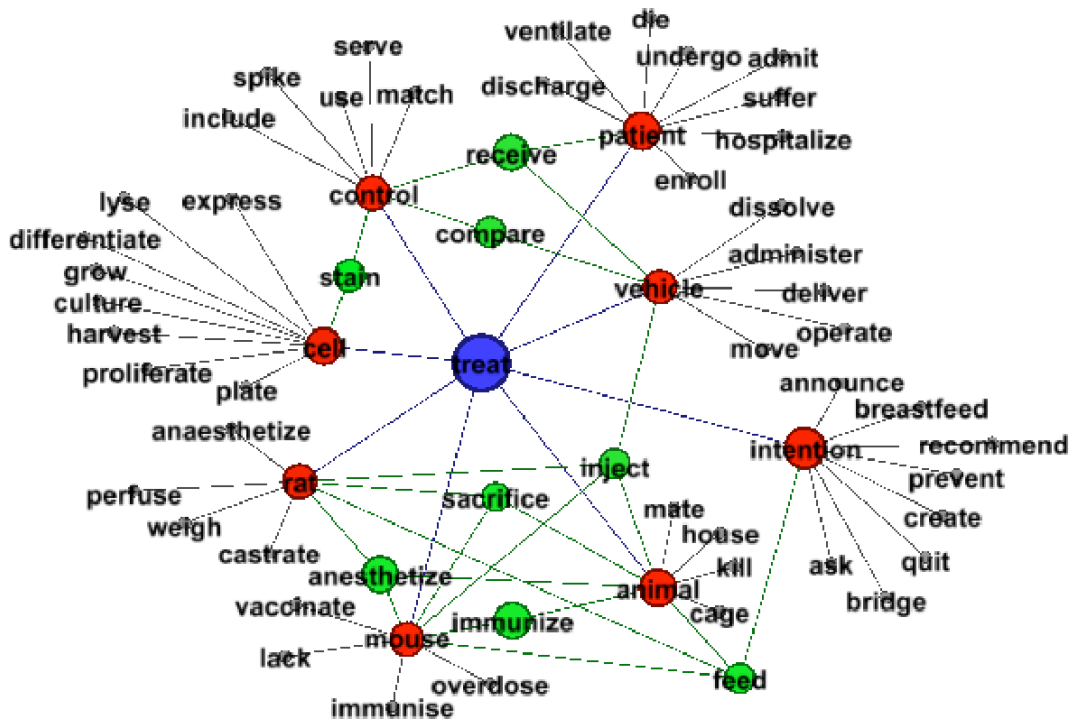 die
ventilate
serve
undergo
admit
spike
discharge
use
match
suffer
include
patient
hospitalize
receive
enroll
control
lyse
express
dissolve
compare
differentiate
administer
grow
stain
vehicle
deliver
culture
operate
harvest
cell
move
treat
proliferate
announce
plate
breastfeed
anaesthetize
recommend
intention
inject
prevent
rat
perfuse
sacrifice
mate
create
weigh
house
castrate
quit
ask
kill
anesthetize
animal
bridge
vaccinate
cage
immunize
mouse
lack
feed
overdose
immunise